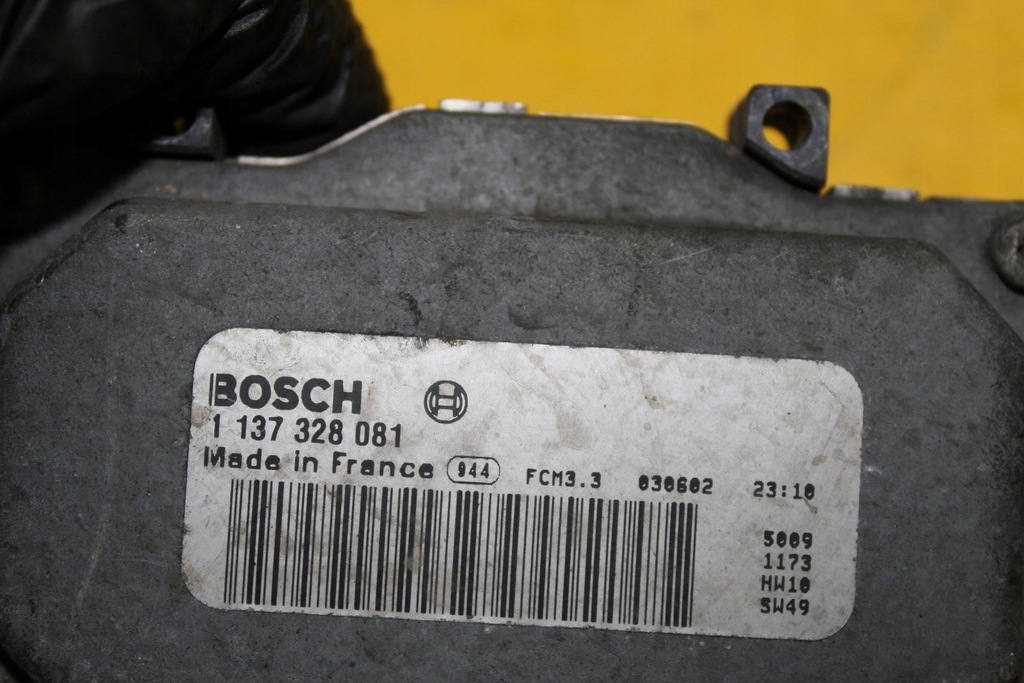 BOSCH
1 137 328 081
Made in France 944 FCM3.3 030602 23:10
5009
1173
HW10
SW49